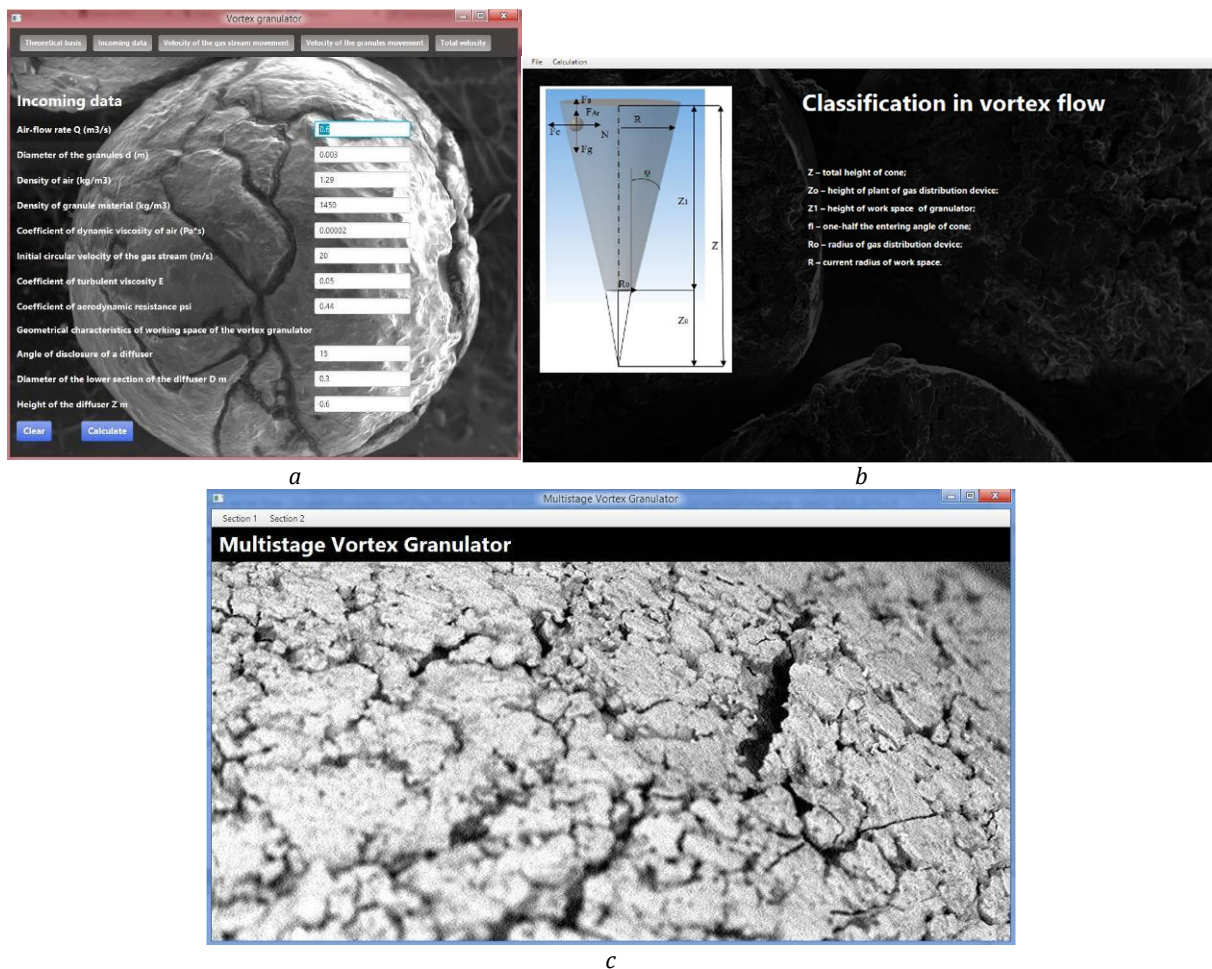 Vortex granulator
Theoretical basis Incoming data Velocity of the gas stream movement Velocity of the granules movement Total velocity
Incoming data
Air-flow rate Q (m3/s) 0.6
Diameter of the granules d (m) 0.003
Density of air (kg/m3) 1.29
Density of granule material (kg/m3) 1450
Coefficient of dynamic viscosity of air (Pa*s) 0.00002
Initial circular velocity of the gas stream (m/s) 20
Coefficient of turbulent viscosity E 0.05
Coefficient of aerodynamic resistance psi 0.44
Geometrical characteristics of working space of the vortex granulator
Angle of disclosure of a diffuser 15
Diameter of the lower section of the diffuser D m 0.3
Height of the diffuser Z m 0.6
Clear Calculate
a
File Calculation
Fs
FAr
R
Fc
N
Fg
φ
Z1
Z
Ro
Z0
Classification in vortex flow
Z – total height of cone;
Zo – height of plant of gas distribution device;
Z1 – height of work space of granulator;
fi – one-half the entering angle of cone;
Ro – radius of gas distribution device;
R – current radius of work space.
b
Multistage Vortex Granulator
Section 1 Section 2
Multistage Vortex Granulator
c